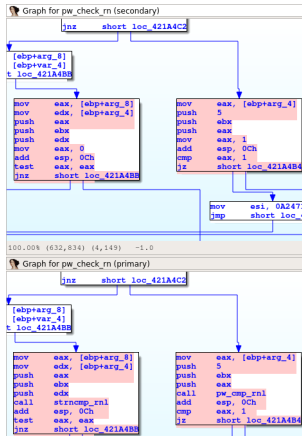 Graph for pw_check_rn (secondary)
jnz short loc_421A4C2
[ebp+arg_8]
[ebp+var_4]
t loc_421A4BB
mov eax, [ebp+arg_8]
mov edx, [ebp+arg_4]
push eax
push ebx
push edx
mov eax, 0
add esp, 0Ch
test eax, eax
jnz short loc_421A4BB
mov eax, [ebp+arg_4]
push 5
push ebx
push eax
mov eax, 1
add esp, 0Ch
cmp eax, 1
jz short loc_421A4B4
mov esi, 0A247
jmp short loc_
100.00% (632,834) (4,149) -1.0
Graph for pw_check_rn (primary)
jnz short loc_421A4C2
[ebp+arg_8]
[ebp+var_4]
t loc_421A4BB
mov eax, [ebp+arg_8]
mov edx, [ebp+arg_4]
push eax
push ebx
push edx
call strncmp_rnl
add esp, 0Ch
test eax, eax
jnz short loc_421A4BB
mov eax, [ebp+arg_4]
push 5
push ebx
push eax
call pw_cmp_rnl
add esp, 0Ch
cmp eax, 1
jz short loc_421A4B4